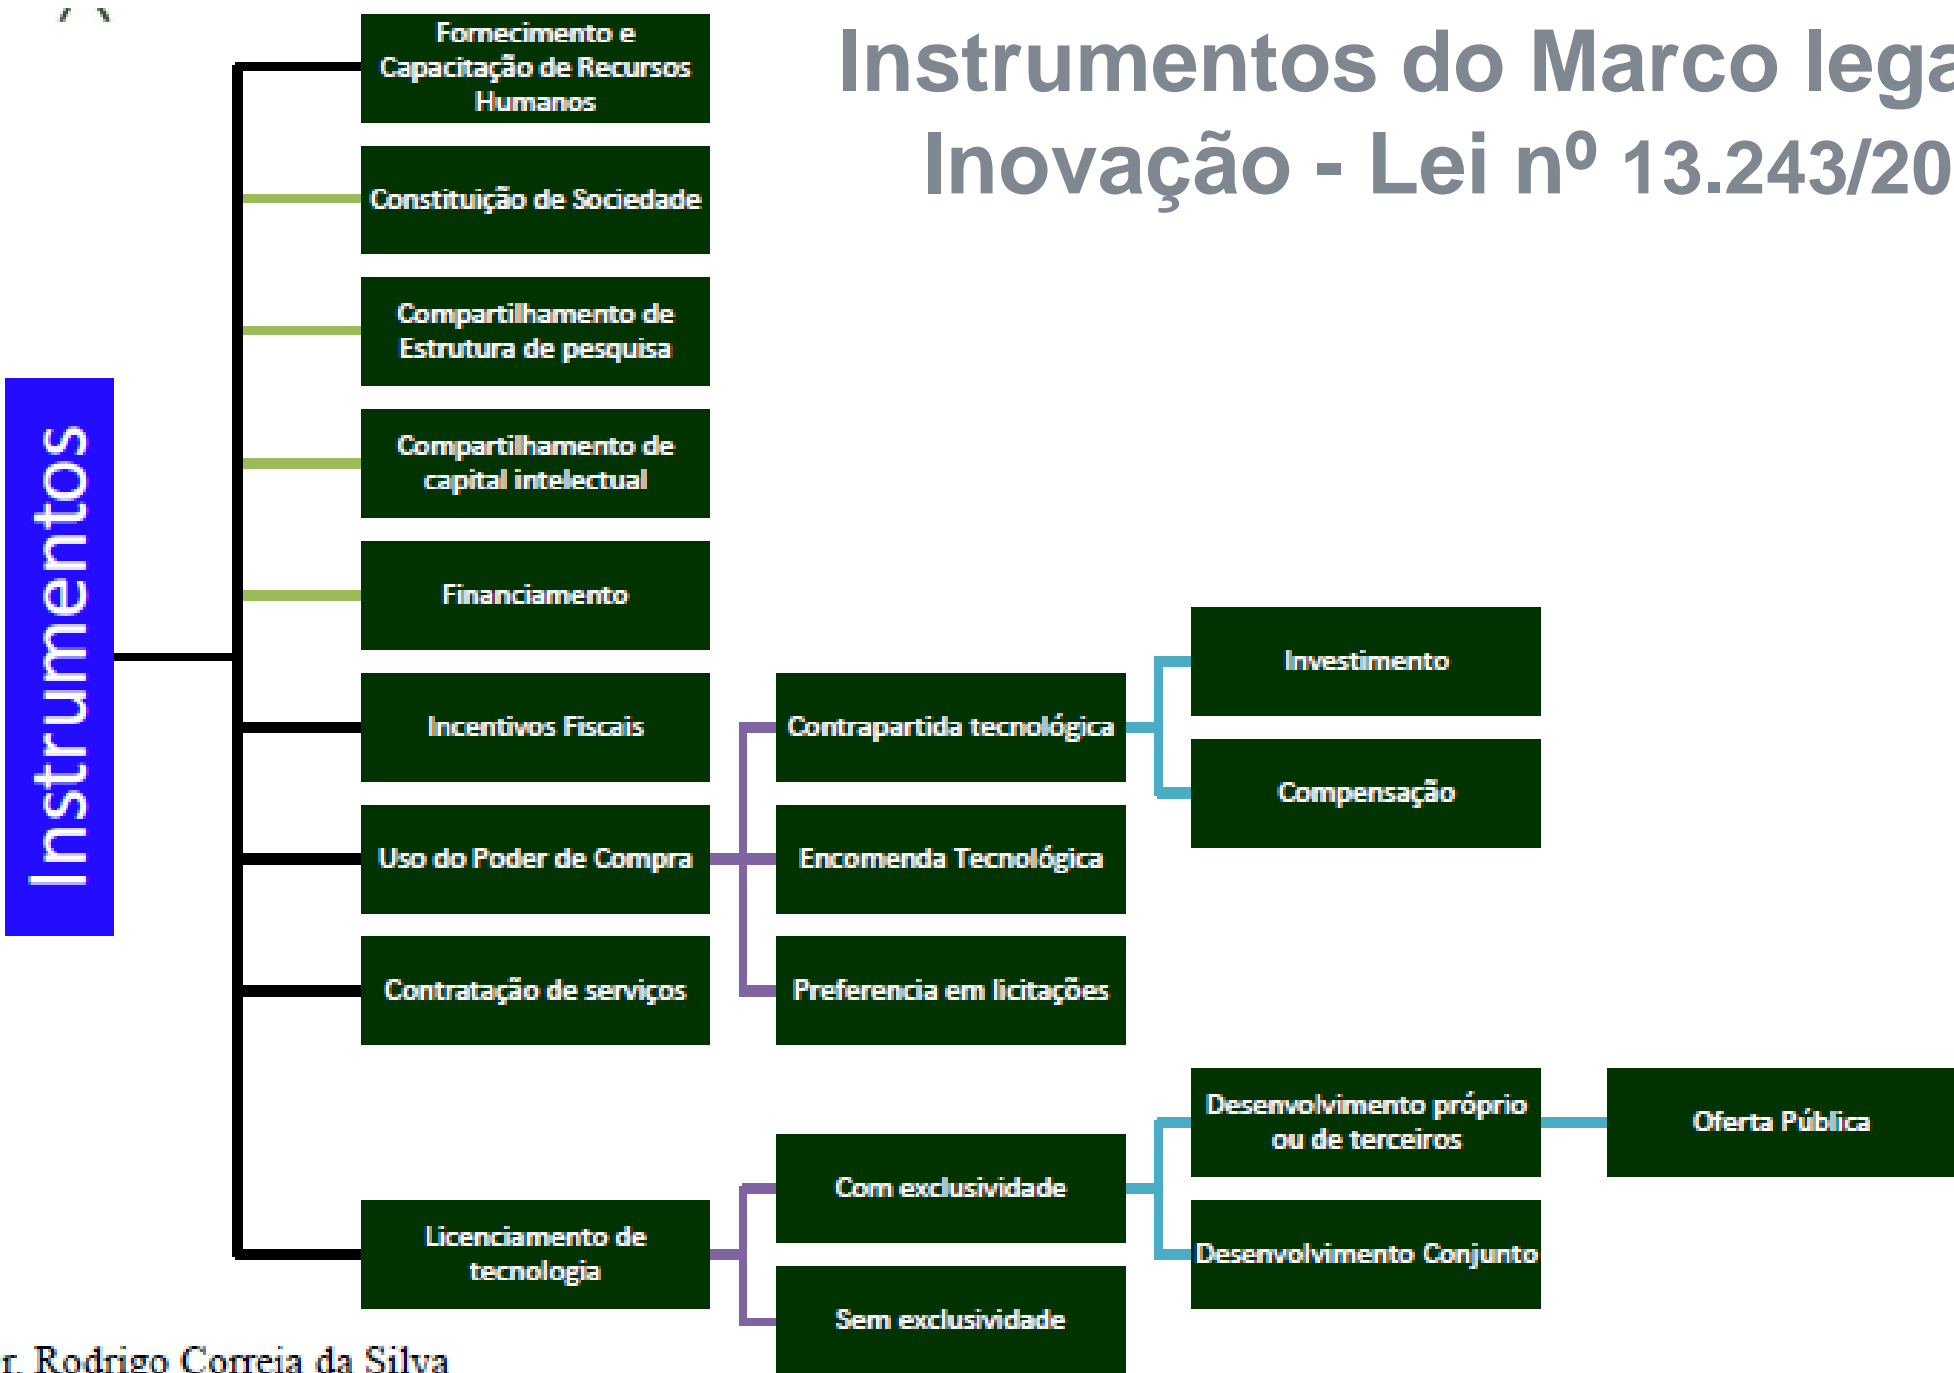 Instrumentos do Marco lega
Inovação - Lei nº 13.243/20
Instrumentos
Fornecimento e
Capacitação de Recursos
Humanos
Constituição de Sociedade
Compartilhamento de
Estrutura de pesquisa
Compartilhamento de
capital intelectual
Financiamento
Incentivos Fiscais
Uso do Poder de Compra
Contrapartida tecnológica
Investimento
Compensação
Encomenda Tecnológica
Preferencia em licitações
Contratação de serviços
Licenciamento de
tecnologia
Com exclusividade
Desenvolvimento próprio
ou de terceiros
Oferta Pública
Desenvolvimento Conjunto
Sem exclusividade
r. Rodrigo Correia da Silva